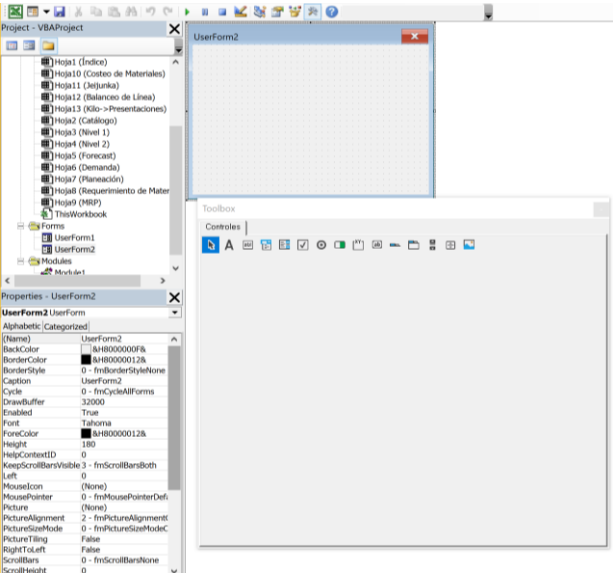 Project - VBAProject
Hoja1 (Índice)
Hoja10 (Costeo de Materiales)
Hoja11 (Jeijunka)
Hoja12 (Balanceo de Línea)
Hoja13 (Kilo->Presentaciones)
Hoja2 (Catálogo)
Hoja3 (Nivel 1)
Hoja4 (Nivel 2)
Hoja5 (Forecast)
Hoja6 (Demanda)
Hoja7 (Planeación)
Hoja8 (Requerimiento de Mater
Hoja9 (MRP)
ThisWorkbook
Forms
UserForm1
UserForm2
Modules
Module1
Properties - UserForm2
UserForm2 UserForm
Alphabetic Categorized
(Name) UserForm2
BackColor &H8000000F&
BorderColor &H80000012&
BorderStyle 0 - fmBorderStyleNone
Caption UserForm2
Cycle 0 - fmCycleAllForms
DrawBuffer 32000
Enabled True
Font Tahoma
ForeColor &H80000012&
Height 180
HelpContextID 0
KeepScrollBarsVisible 3 - fmScrollBarsBoth
Left 0
MouseIcon (None)
MousePointer 0 - fmMousePointerDef
Picture (None)
PictureAlignment 2 - fmPictureAlignment
PictureSizeMode 0 - fmPictureSizeModeC
PictureTiling False
RightToLeft False
ScrollBars 0 - fmScrollBarsNone
ScrollHeight 0
UserForm2
Toolbox
Controles
A